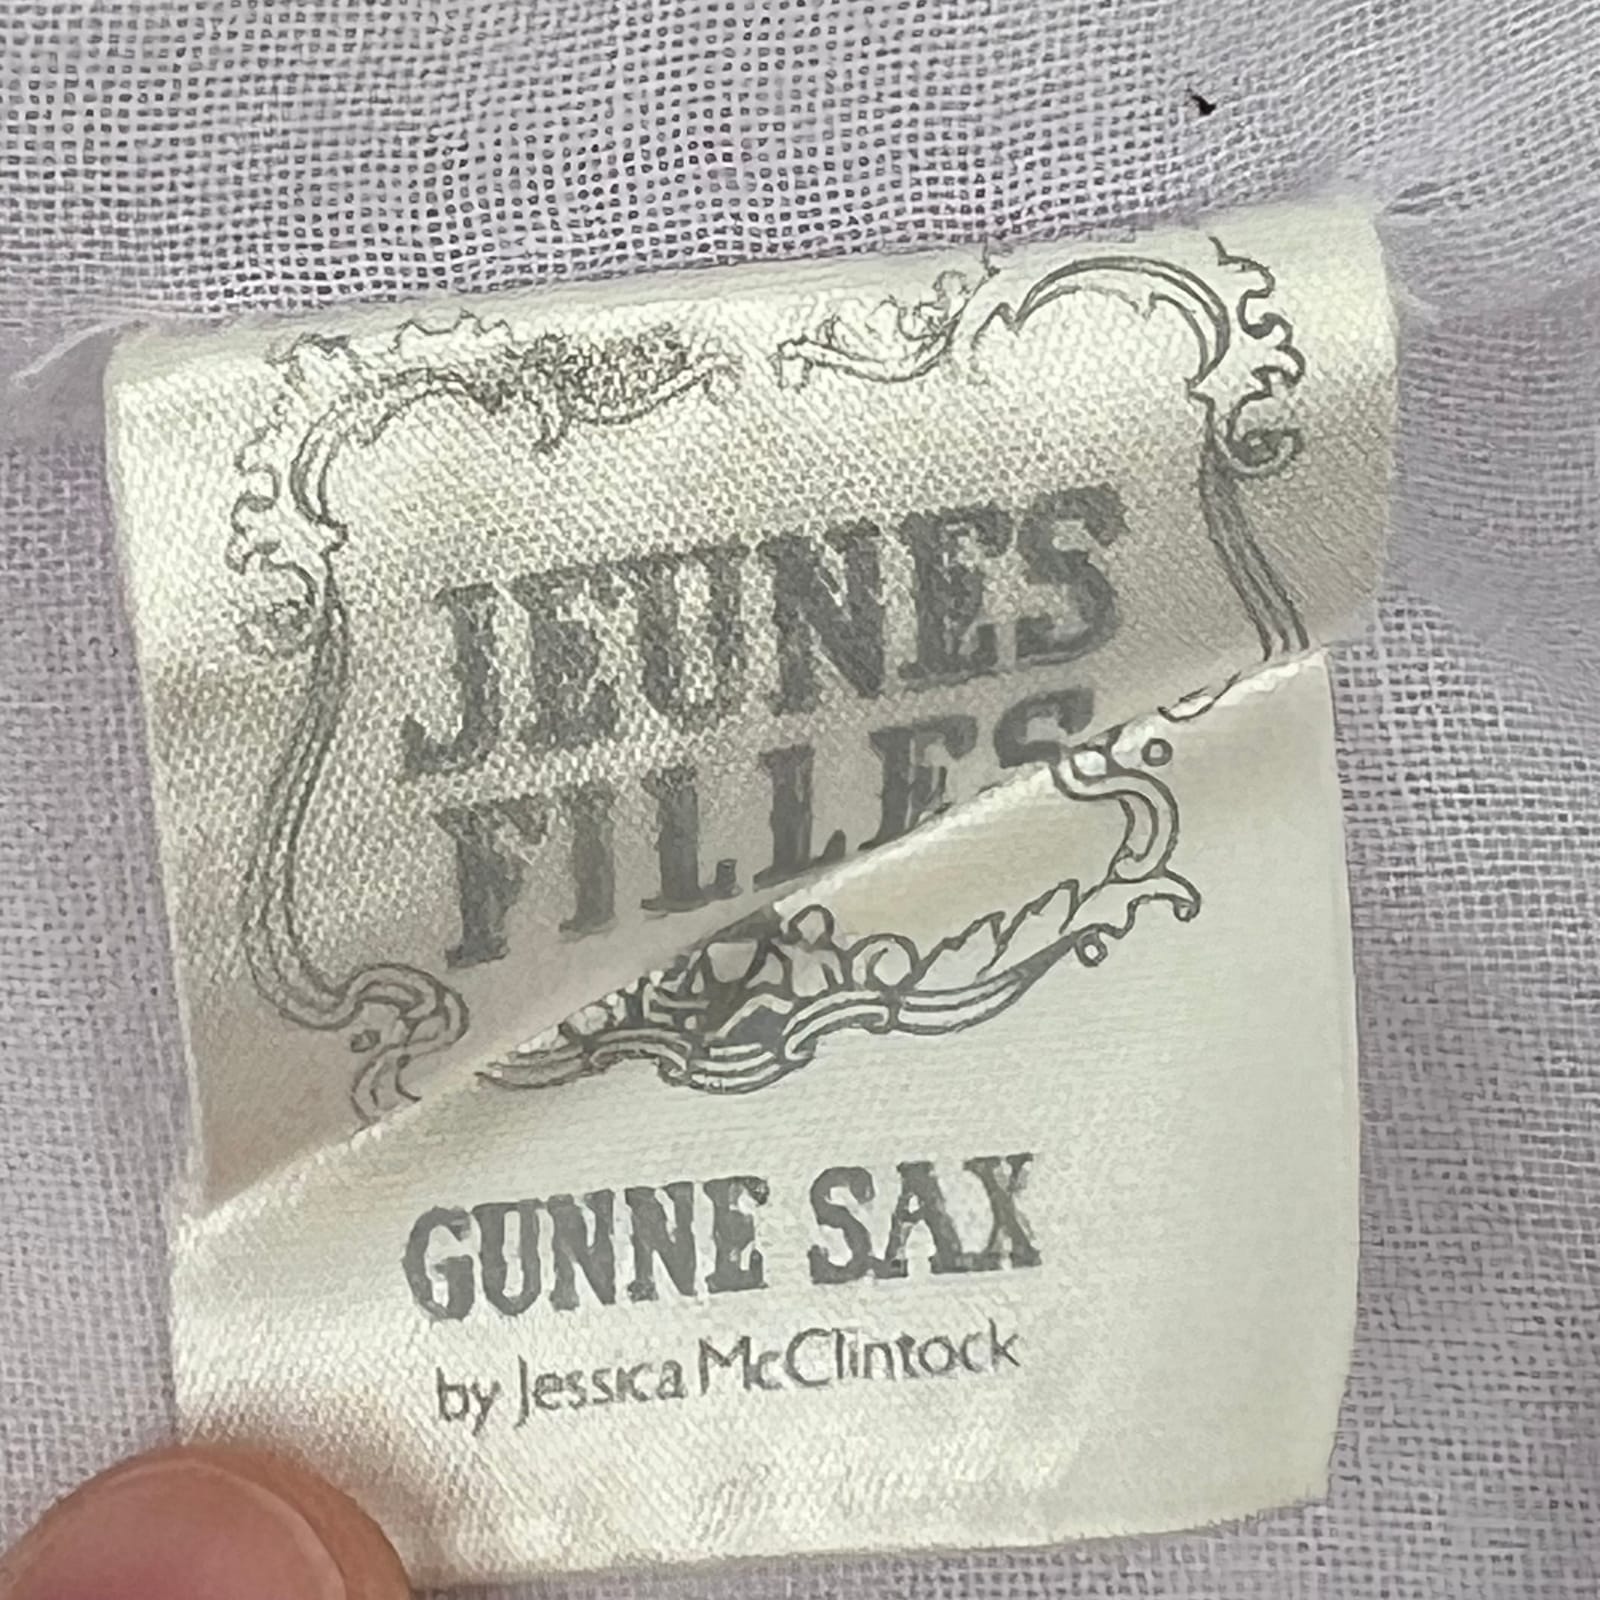 JEUNES
FILLES
GUNNE SAX
by Jessica McClintock